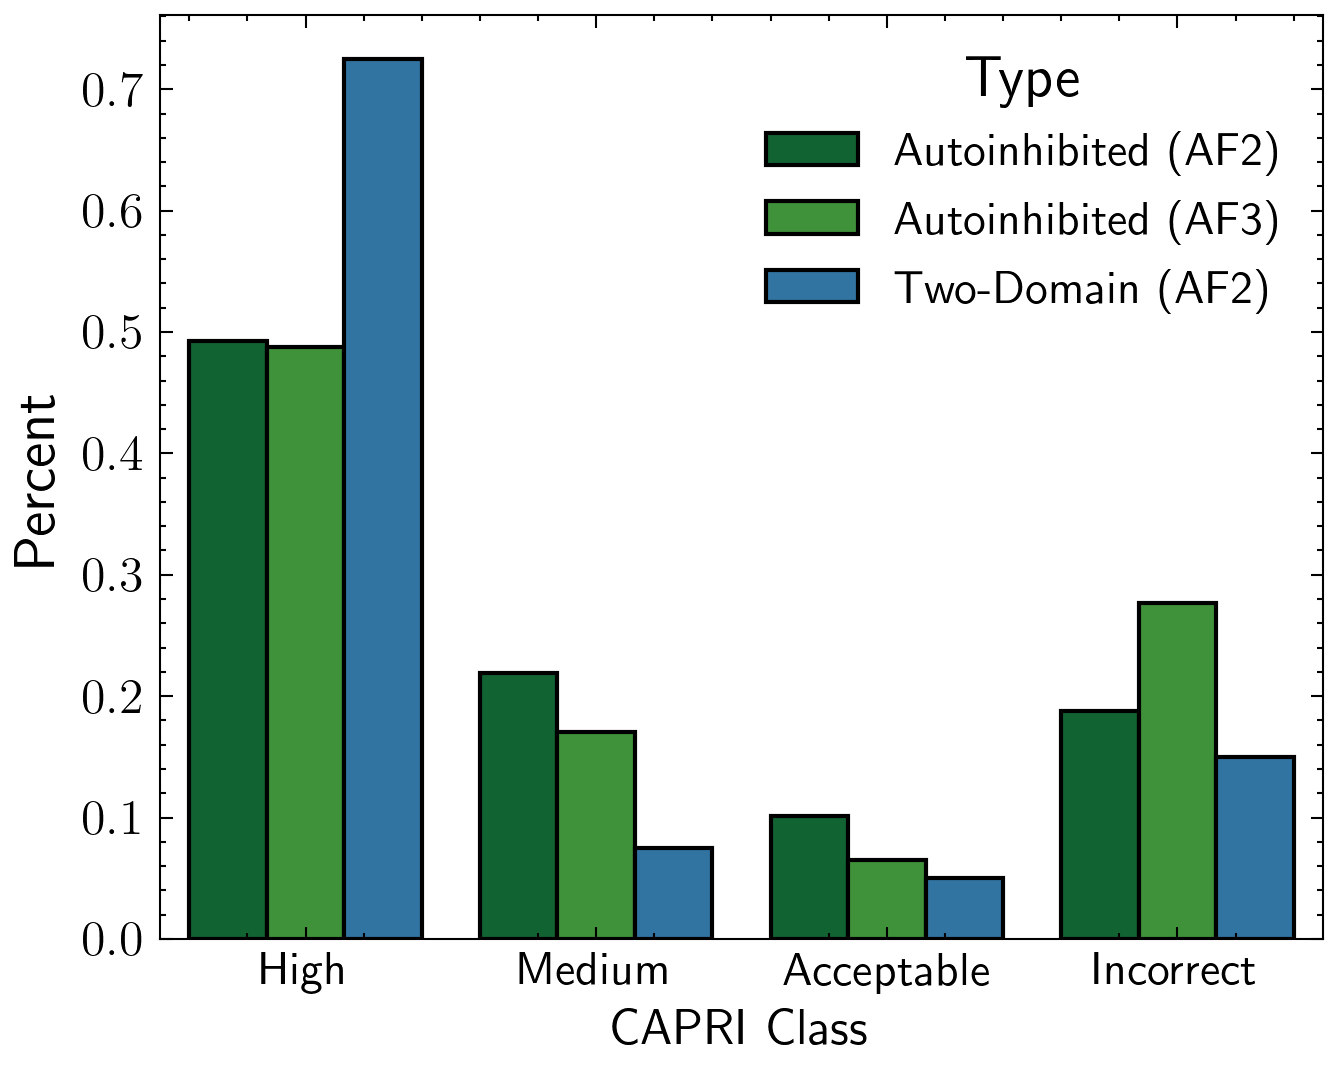 Type
Autoinhibited (AF2)
Autoinhibited (AF3)
Two-Domain (AF2)
Percent
0.7
0.6
0.5
0.4
0.3
0.2
0.1
0.0
High
Medium
Acceptable
Incorrect
CAPRI Class